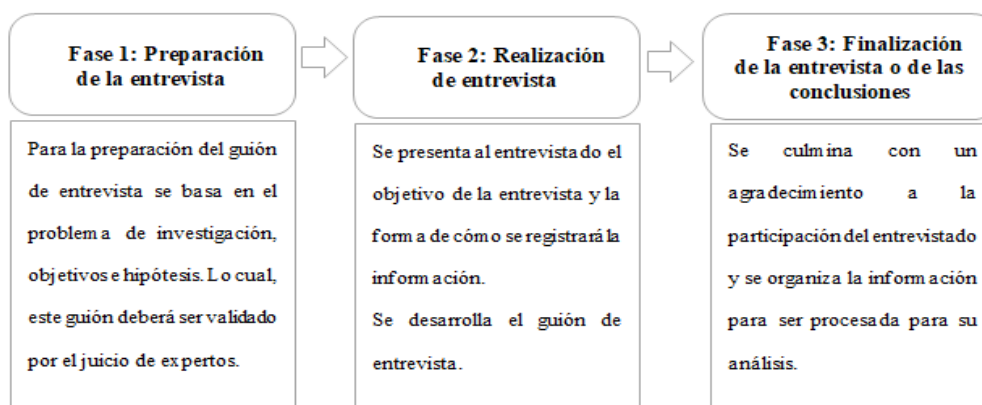 Fase 1: Preparación
de la entrevista
Para la preparación del guión
de entrevista se basa en el
problema de investigación,
objetivos e hipótesis. Lo cual,
este guión deberá ser validado
por el juicio de expertos.
Fase 2: Realización
de entrevista
Se presenta al entrevistado el
objetivo de la entrevista y la
forma de cómo se registrará la
información.
Se desarrolla el guión de
entrevista.
Fase 3: Finalización
de la entrevista o de las
conclusiones
Se culmina con un
agradecimiento a la
participación del entrevistado
y se organiza la información
para ser procesada para su
análisis.